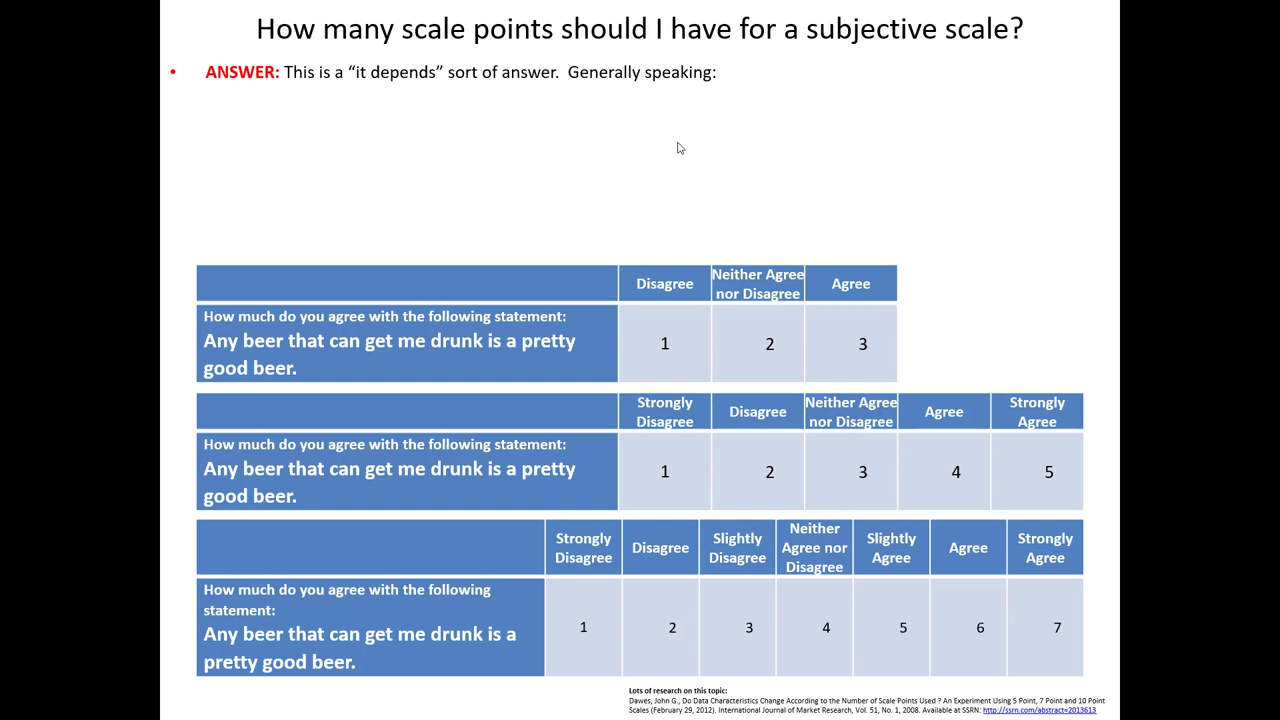 How many scale points should I have for a subjective scale?
• ANSWER: This is a “it depends” sort of answer.  Generally speaking:
Disagree
Neither Agree
nor Disagree
Agree
How much do you agree with the following statement:
Any beer that can get me drunk is a pretty
good beer.
1
2
3
Strongly
Disagree
Disagree
Neither Agree
nor Disagree
Agree
Strongly
Agree
How much do you agree with the following statement:
Any beer that can get me drunk is a pretty
good beer.
1
2
3
4
5
Strongly
Disagree
Disagree
Slightly
Disagree
Neither
Agree nor
Disagree
Slightly
Agree
Agree
Strongly
Agree
How much do you agree with the following
statement:
Any beer that can get me drunk is a
pretty good beer.
1
2
3
4
5
6
7
Lots of research on this topic:
Dawes, John G., Do Data Characteristics Change According to the Number of Scale Points Used ? An Experiment Using 5 Point, 7 Point and 10 Point
Scales (February 29, 2012). International Journal of Market Research, Vol. 51, No. 1, 2008. Available at SSRN: http://ssrn.com/abstract=2013613